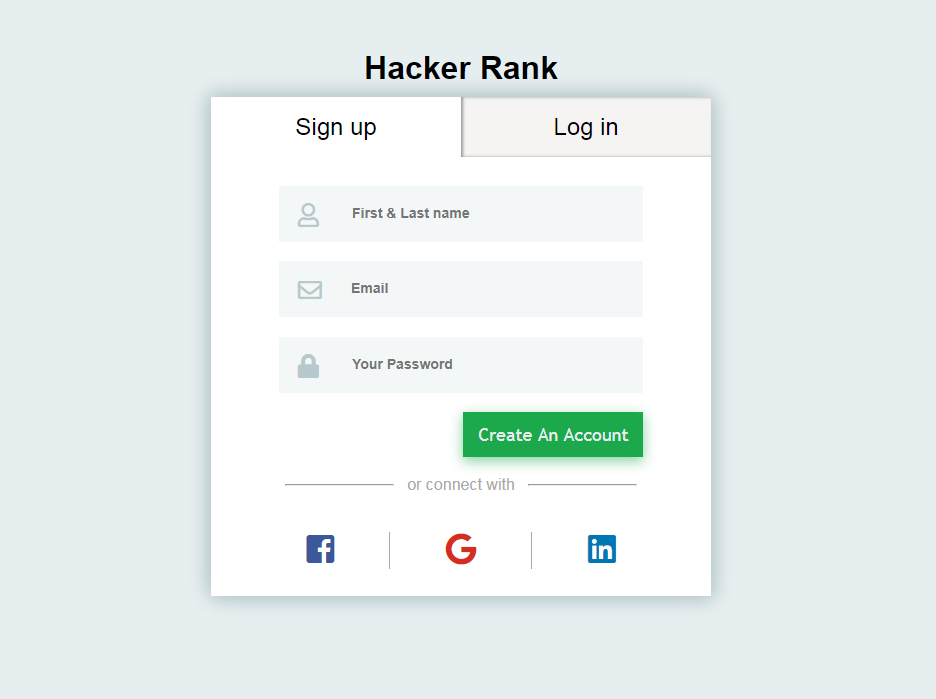 Hacker Rank
Sign up
Log in
First & Last name
Email
Your Password
Create An Account
or connect with